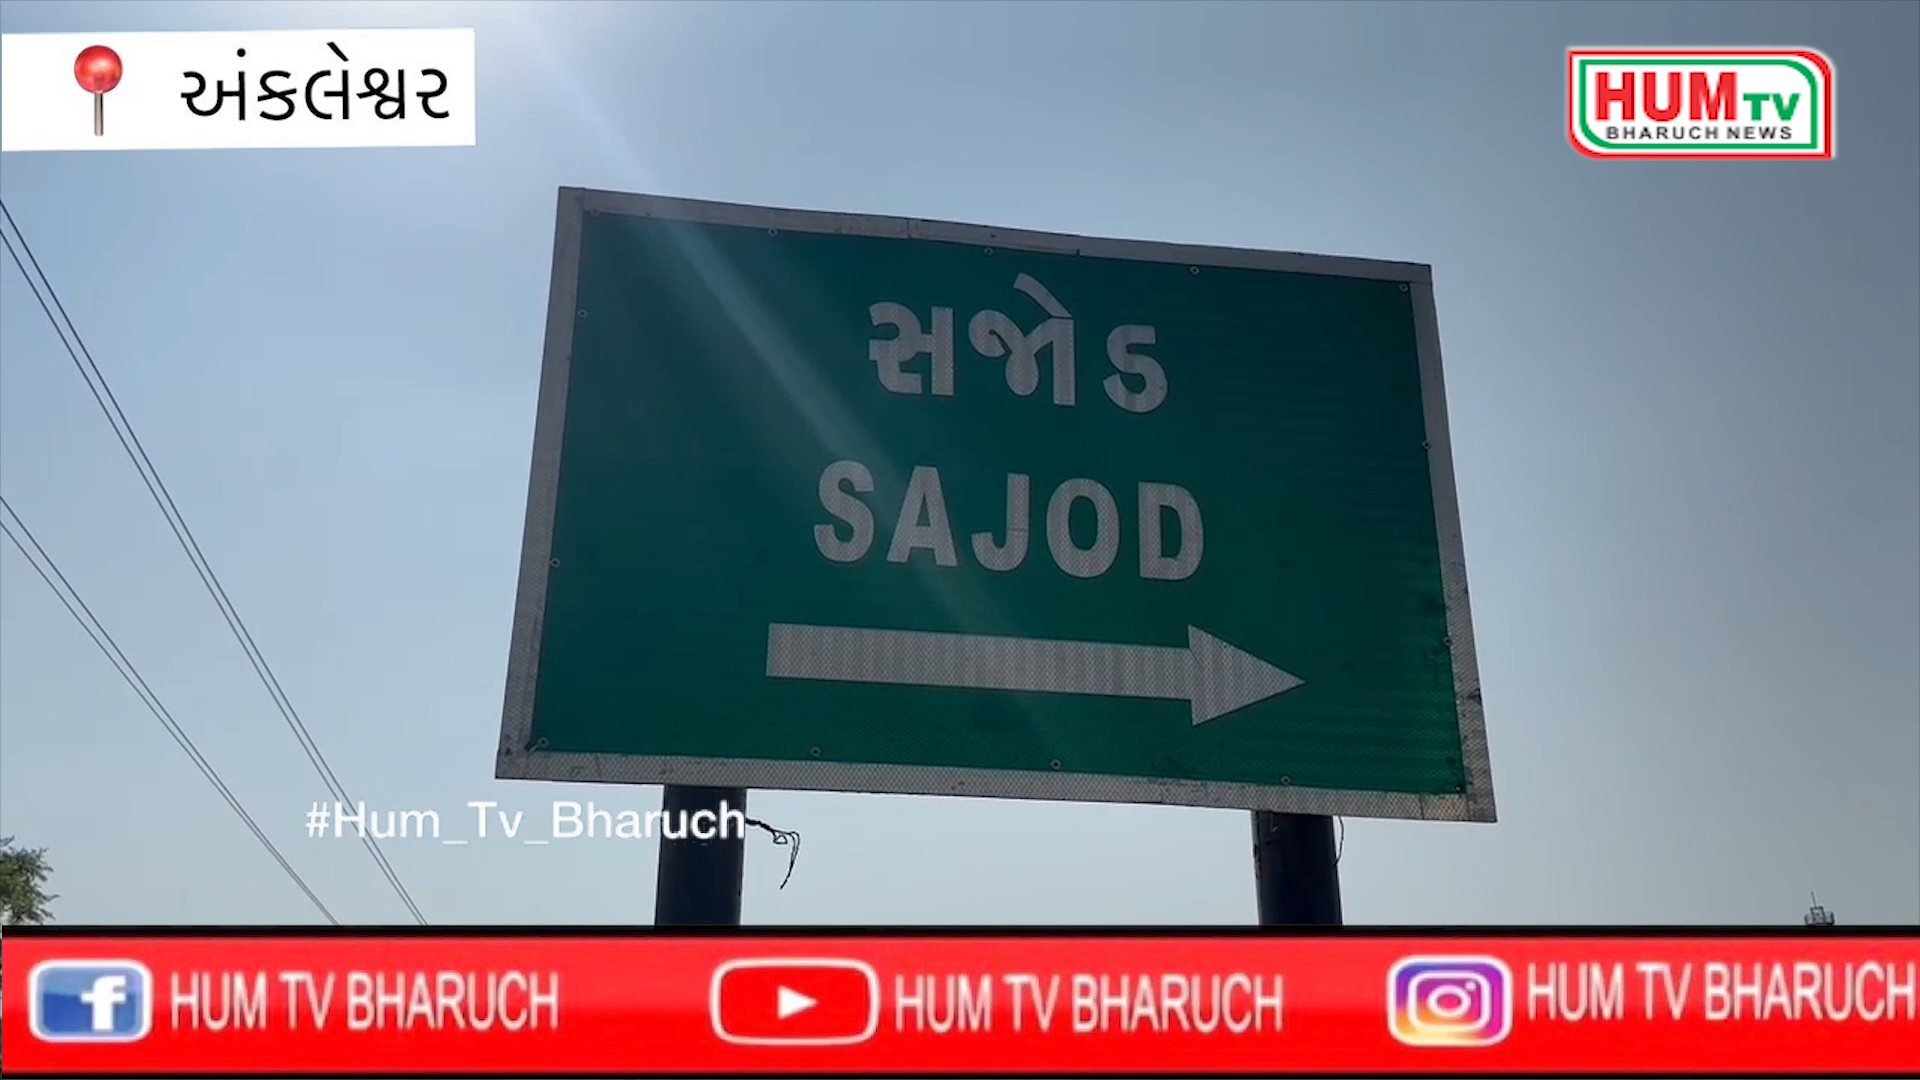 અંકલેશ્વર
HUM TV
BHARUCH NEWS
સજોડ
SAJOD
#Hum_Tv_Bharuch
HUM TV BHARUCH
HUM TV BHARUCH
HUM TV BHARUCH